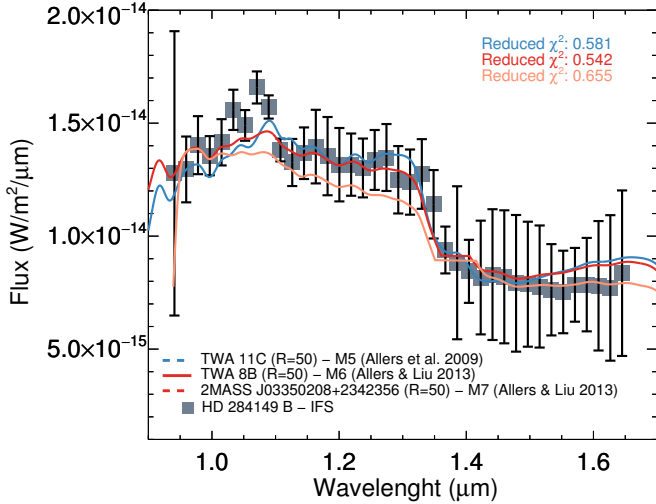 2.0•10⁻¹⁴
Reduced χ²: 0.581
Reduced χ²: 0.542
Reduced χ²: 0.655
1.5•10⁻¹⁴
1.0•10⁻¹⁴
5.0•10⁻¹⁵
Flux (W/m²/μm)
TWA 11C (R=50) − M5 (Allers et al. 2009)
TWA 8B (R=50) − M6 (Allers & Liu 2013)
2MASS J03350208+2342356 (R=50) − M7 (Allers & Liu 2013)
HD 284149 B − IFS
1.0 1.2 1.4 1.6
Wavelenght (μm)